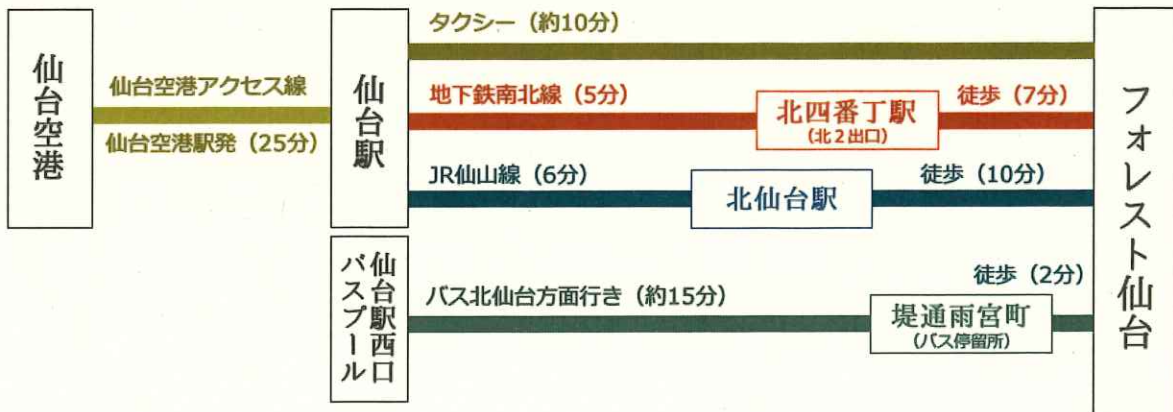 仙台空港
仙台空港アクセス線
仙台空港駅発（25分）
仙台駅
タクシー（約10分）
地下鉄南北線（5分）
北四番丁駅
（北２出口）
徒歩（7分）
JR仙山線（6分）
北仙台駅
徒歩（10分）
仙台駅西口
バスプール
バス北仙台方面行き（約15分）
堤通雨宮町
（バス停留所）
徒歩（2分）
フォレスト仙台